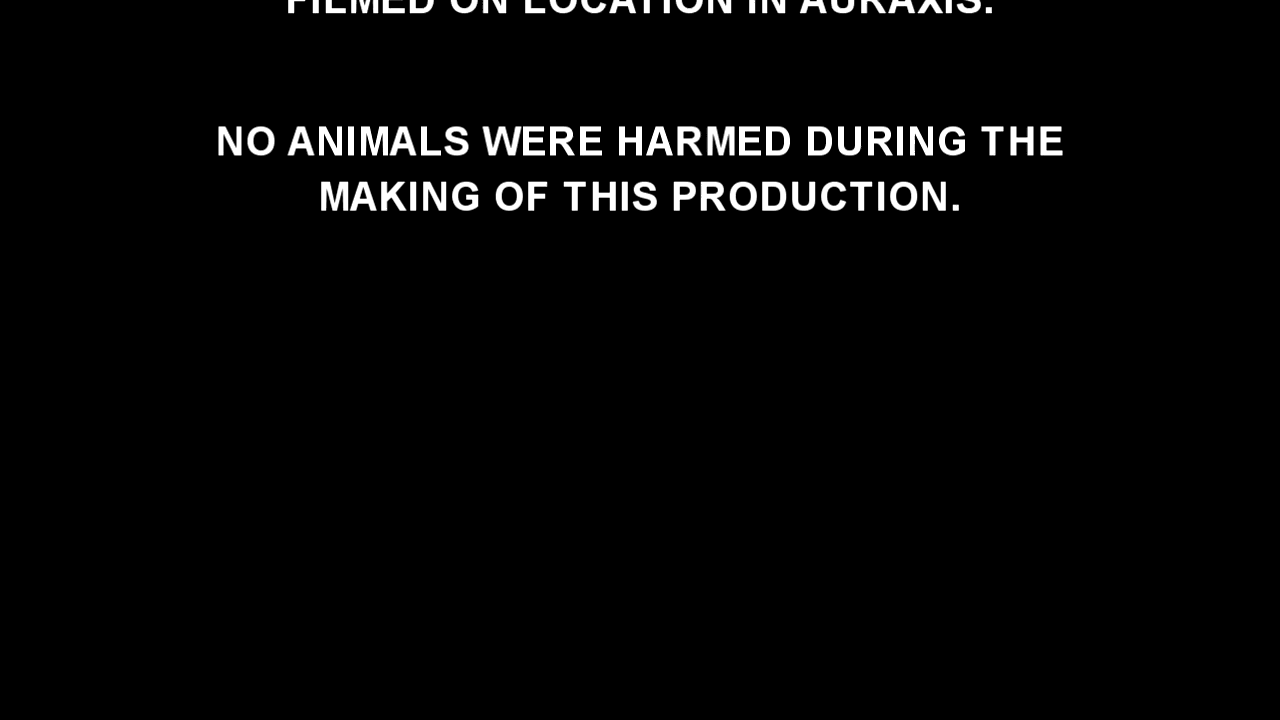 FILMED ON LOCATION IN AURAXIS.
NO ANIMALS WERE HARMED DURING THE
MAKING OF THIS PRODUCTION.